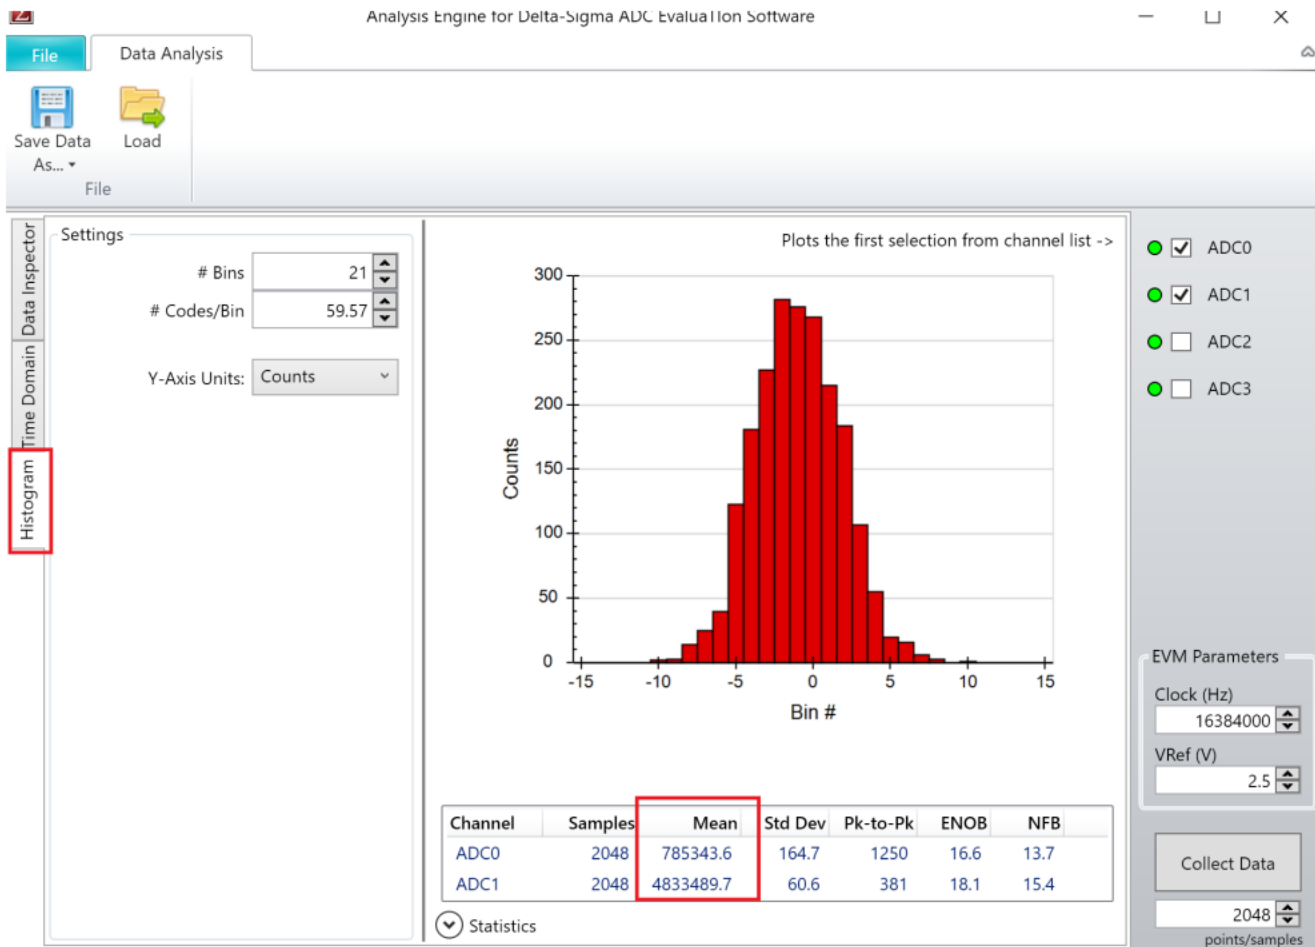 Analysis Engine for Delta-Sigma ADC Evaluation Software
File Data Analysis
Save Data As... Load
File
Data Inspector
Time Domain
Histogram
Settings
# Bins 21
# Codes/Bin 59.57
Y-Axis Units: Counts
Plots the first selection from channel list ->
300
250
200
150
100
50
0
Counts
-15 -10 -5 0 5 10 15
Bin #
Channel Samples Mean Std Dev Pk-to-Pk ENOB NFB
ADC0 2048 785343.6 164.7 1250 16.6 13.7
ADC1 2048 4833489.7 60.6 381 18.1 15.4
Statistics
ADC0
ADC1
ADC2
ADC3
EVM Parameters
Clock (Hz)
16384000
VRef (V)
2.5
Collect Data
2048
points/samples